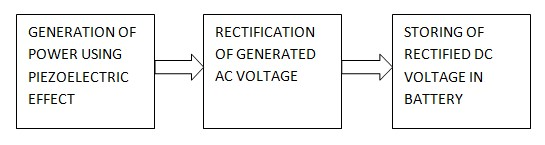 GENERATION OF
POWER USING
PIEZOELECTRIC
EFFECT
RECTIFICATION
OF GENERATED
AC VOLTAGE
STORING OF
RECTIFIED DC
VOLTAGE IN
BATTERY